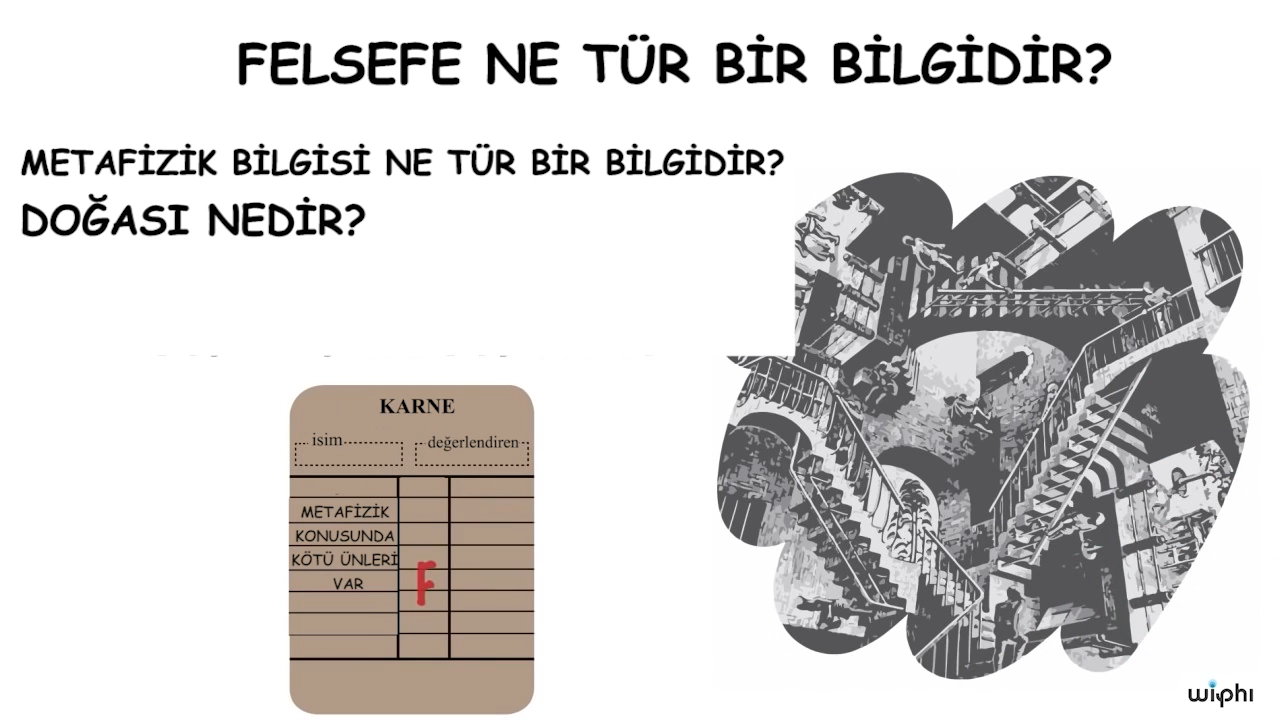 FELSEFE NE TÜR BİR BİLGİDİR?
METAFİZİK BİLGİSİ NE TÜR BİR BİLGİDİR?
DOĞASI NEDİR?
KARNE
isim
değerlendiren
METAFİZİK
KONUSUNDA
KÖTÜ ÜNLERİ
VAR
F
wiphi